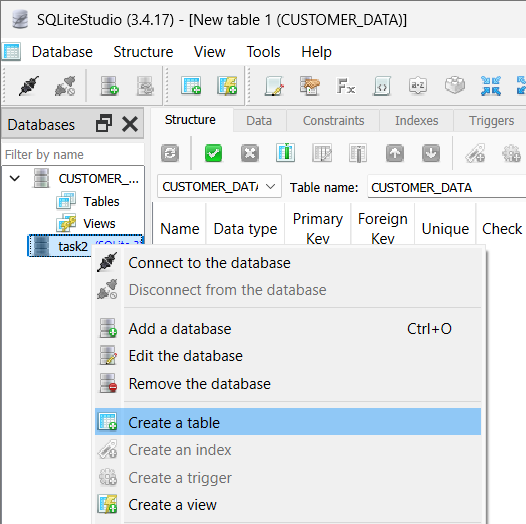 SQLiteStudio (3.4.17) - [New table 1 (CUSTOMER_DATA)]
Database Structure View Tools Help
Databases
Structure Data Constraints Indexes Triggers
Filter by name
CUSTOMER_...
Tables
Views
task2 (SQLite 3
CUSTOMER_DATA Table name: CUSTOMER_DATA
Name Data type Primary Key Foreign Key Unique Check
Connect to the database
Disconnect from the database
Add a database Ctrl+O
Edit the database
Remove the database
Create a table
Create an index
Create a trigger
Create a view